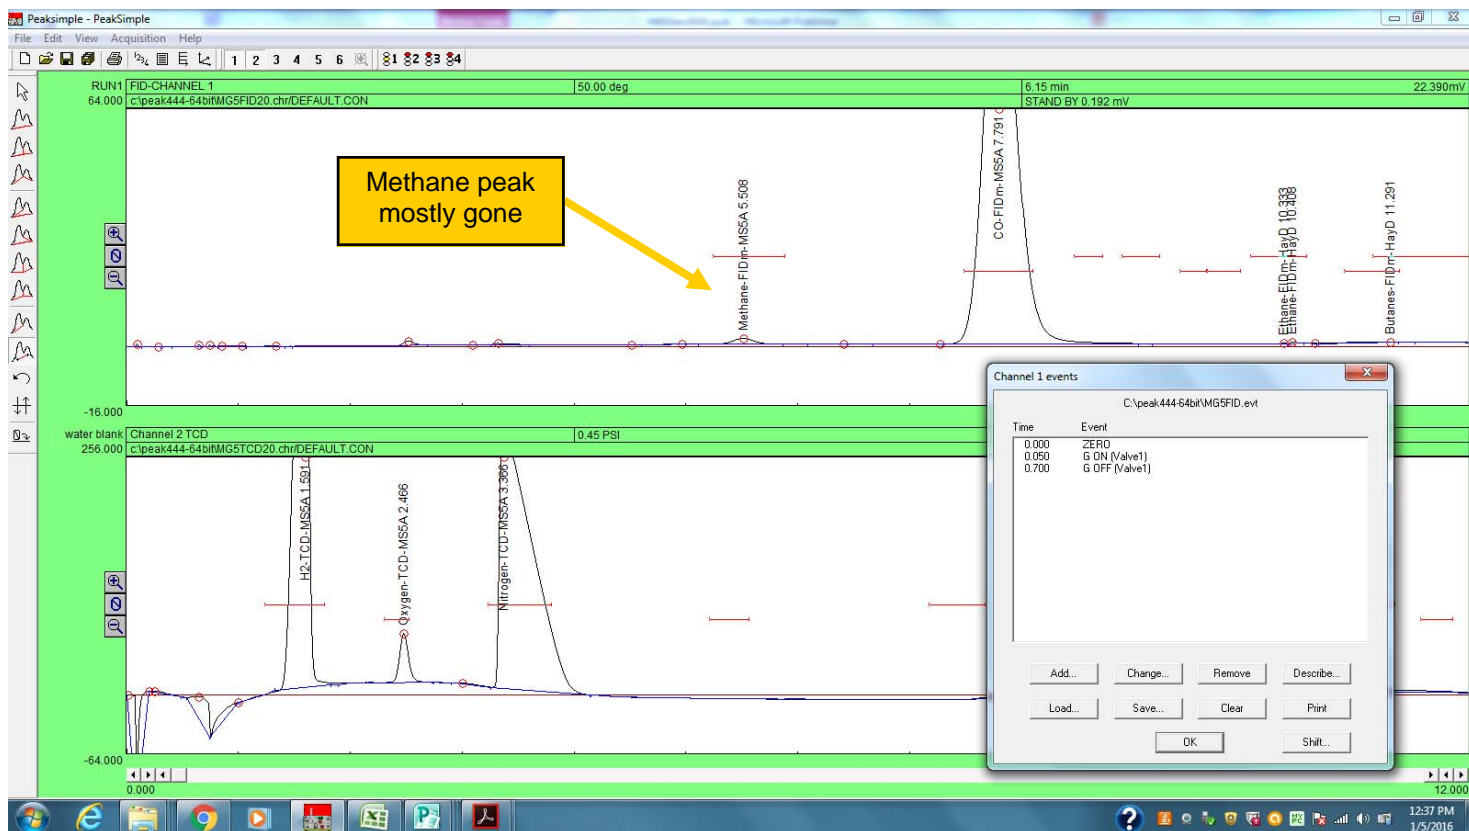 Peaksimple - PeakSimple
File Edit View Acquisition Help
1 2 3 4 5 6 81 82 83 84
RUN1 FID-CHANNEL 1 50.00 deg 6.15 min 22.390mV
64.000 c:\peak444-64bit\MG5FID20.chr/DEFAULT.CON STAND BY 0.192 mV
Methane peak
mostly gone
Methane-FIDm-MS5A 5.508
CO-FIDm-MS5A 7.791
Ethane-FIDm-HayD 10.333
Ethane-FIDm-HayD 10.408
Butanes-FIDm-HayD 11.291
-16.000
water blank Channel 2 TCD 0.45 PSI
256.000 c:\peak444-64bit\MG5TCD20.chr/DEFAULT.CON
H2-TCD-MS5A 1.591
Oxygen-TCD-MS5A 2.466
Nitrogen-TCD-MS5A 3.366
-64.000
0.000 12.000
Channel 1 events
C:\peak444-64bit\MG5FID.evt
Time Event
0.000 ZERO
0.050 G ON (Valve1)
0.700 G OFF (Valve1)
Add... Change... Remove Describe...
Load... Save... Clear Print
OK Shift...
12:37 PM
1/5/2016